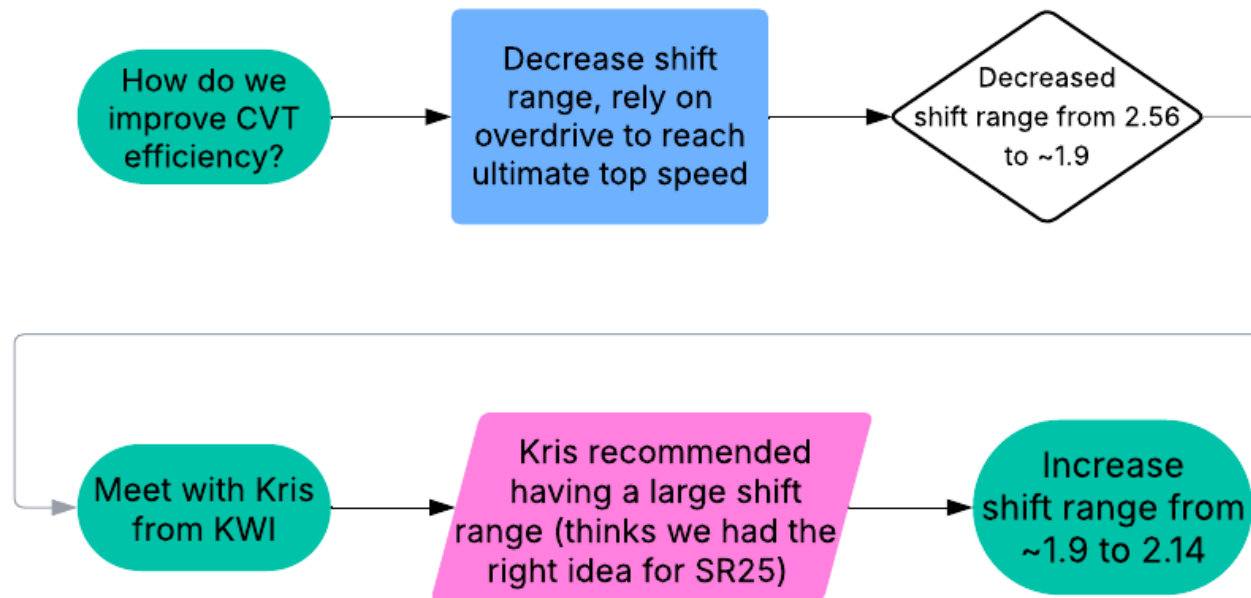 How do we
improve CVT
efficiency?
Decrease shift
range, rely on
overdrive to reach
ultimate top speed
Decreased
shift range from 2.56
to ~1.9
Meet with Kris
from KWI
Kris recommended
having a large shift
range (thinks we had the
right idea for SR25)
Increase
shift range from
~1.9 to 2.14